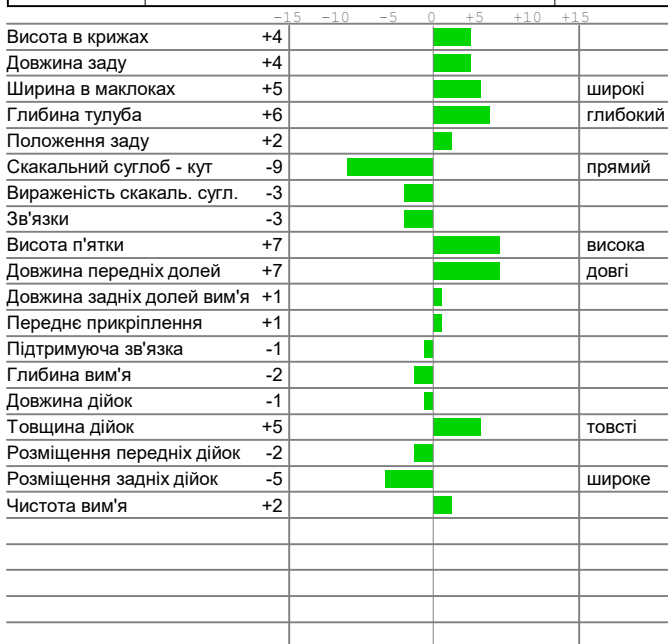 -15 -10 -5 0 +5 +10 +15
Висота в крижах +4
Довжина заду +4
Ширина в маклоках +5 широкі
Глибина тулуба +6 глибокий
Положення заду +2
Скакальний суглоб - кут -9 прямий
Вираженість скакаль. сугл. -3
Зв'язки -3
Висота п'ятки +7 висока
Довжина передніх долей +7 довгі
Довжина задніх долей вим'я +1
Переднє прикріплення +1
Підтримуюча зв'язка -1
Глибина вим'я -2
Довжина дійок -1
Товщина дійок +5 товсті
Розміщення передніх дійок -2
Розміщення задніх дійок -5 широке
Чистота вим'я +2